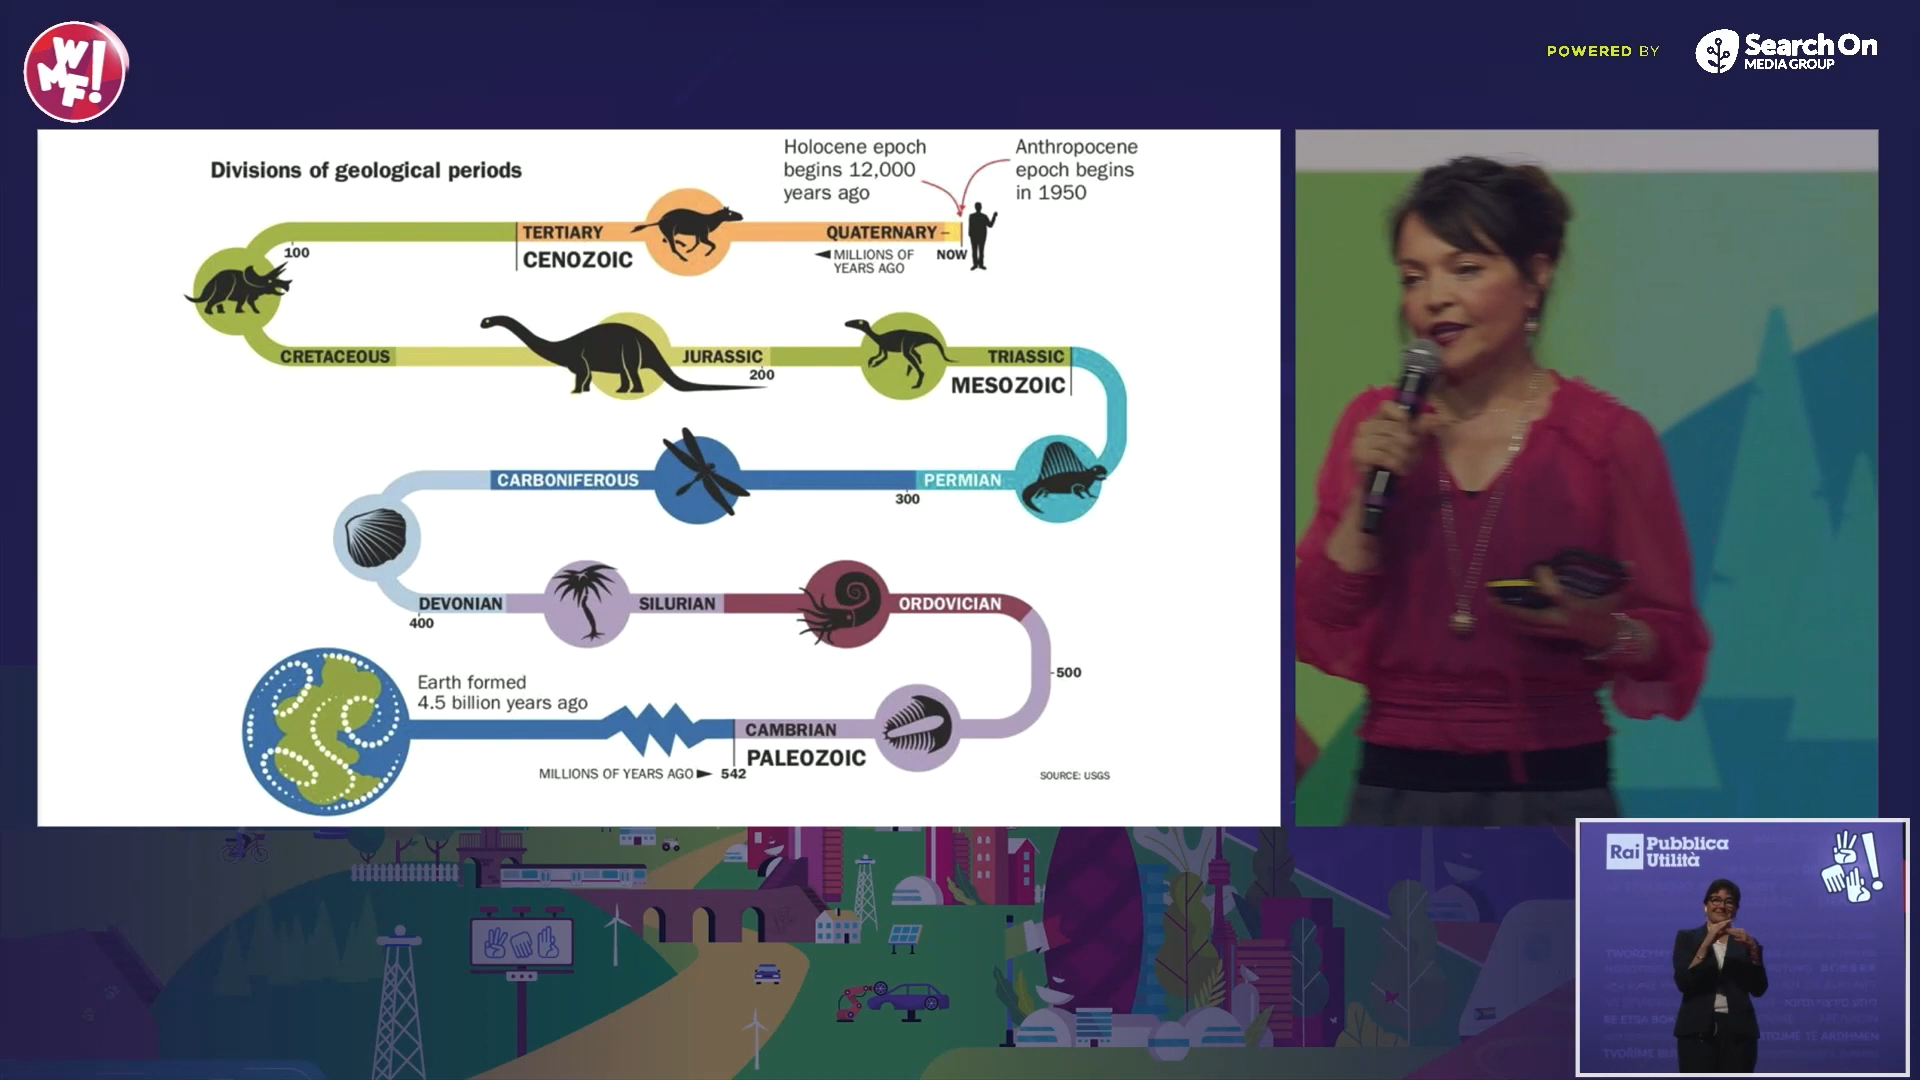 WMF!
POWERED BY
Search On
MEDIA GROUP
Divisions of geological periods
Holocene epoch
begins 12,000
years ago
Anthropocene
epoch begins
in 1950
TERTIARY
QUATERNARY
CENOZOIC
MILLIONS OF
YEARS AGO
NOW
100
CRETACEOUS
JURASSIC
TRIASSIC
200
MESOZOIC
CARBONIFEROUS
PERMIAN
300
DEVONIAN
SILURIAN
ORDOVICIAN
400
500
Earth formed
4.5 billion years ago
CAMBRIAN
PALEOZOIC
MILLIONS OF YEARS AGO
542
SOURCE: USGS
Rai
Pubblica
Utilità